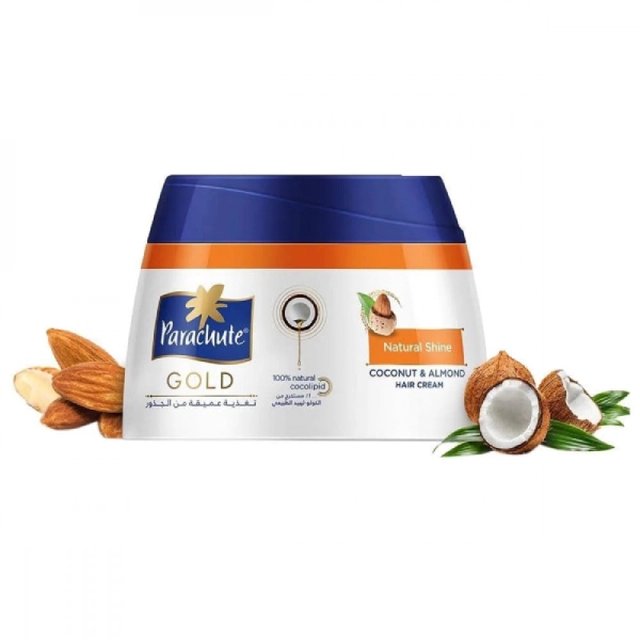 Parachute®
GOLD
تغذية عميقة من الجذور
100% natural
cocolipid
Natural Shine
COCONUT & ALMOND
HAIR CREAM